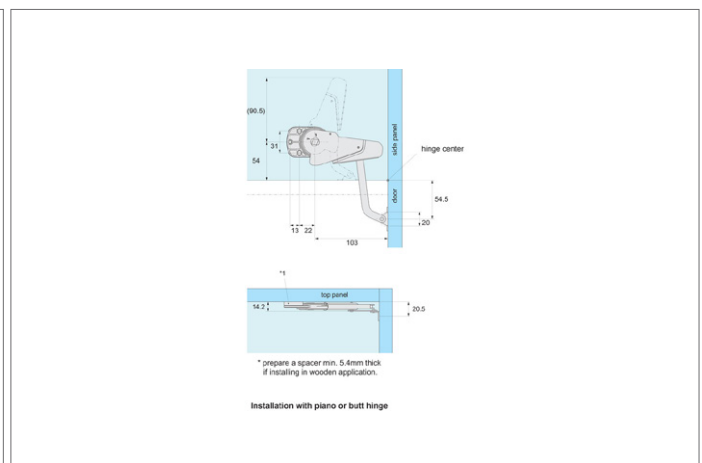 (90.5)
31
54
side panel
hinge center
door
54.5
20
13 22
103
*1
top panel
14.2
20.5
* prepare a spacer min. 5.4mm thick
if installing in wooden application.
Installation with piano or butt hinge